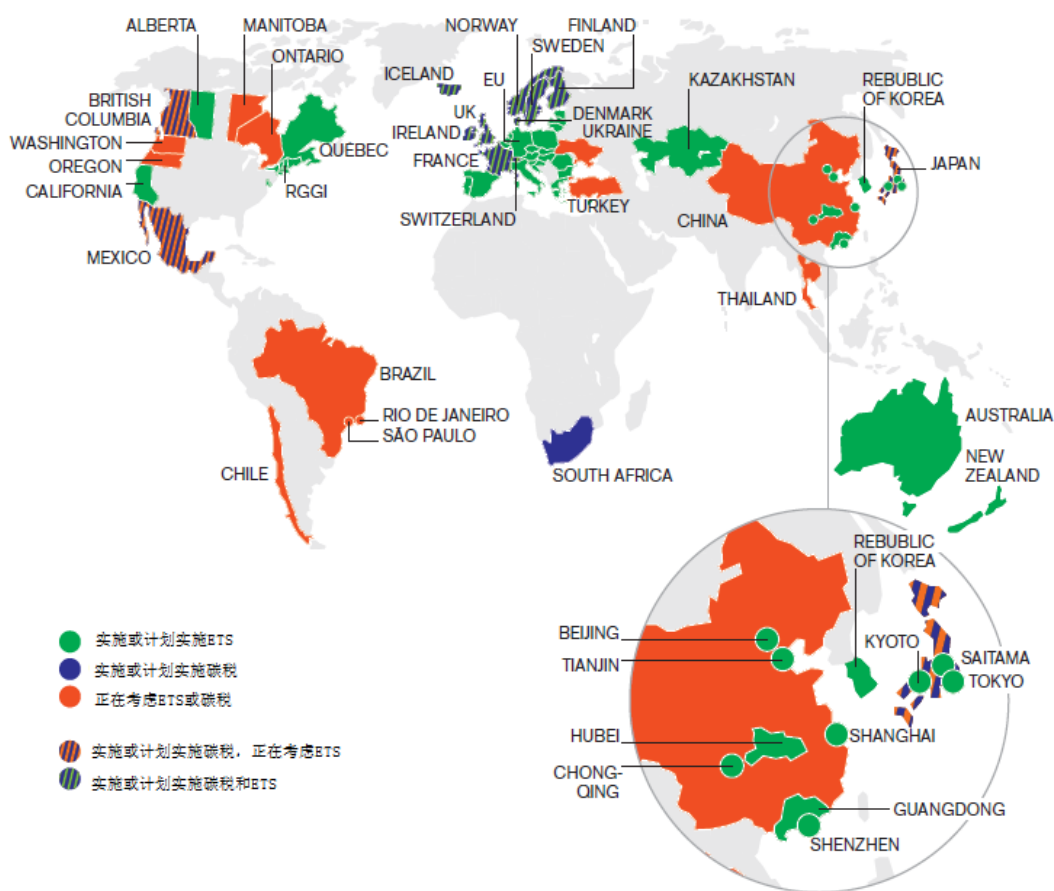 ALBERTA
MANITOBA
ONTARIO
BRITISH
COLUMBIA
WASHINGTON
OREGON
CALIFORNIA
QUÉBEC
RGGI
MEXICO
ICELAND
NORWAY
FINLAND
SWEDEN
EU
UK
IRELAND
FRANCE
DENMARK
UKRAINE
SWITZERLAND
TURKEY
KAZAKHSTAN
REBUBLIC
OF KOREA
JAPAN
CHINA
THAILAND
BRAZIL
RIO DE JANEIRO
SÃO PAULO
CHILE
SOUTH AFRICA
AUSTRALIA
NEW
ZEALAND
REBUBLIC
OF KOREA
BEIJING
TIANJIN
KYOTO
SAITAMA
TOKYO
HUBEI
SHANGHAI
CHONG-
QING
GUANGDONG
SHENZHEN
实施或计划实施ETS
实施或计划实施碳税
正在考虑ETS或碳税
实施或计划实施碳税，正在考虑ETS
实施或计划实施碳税和ETS